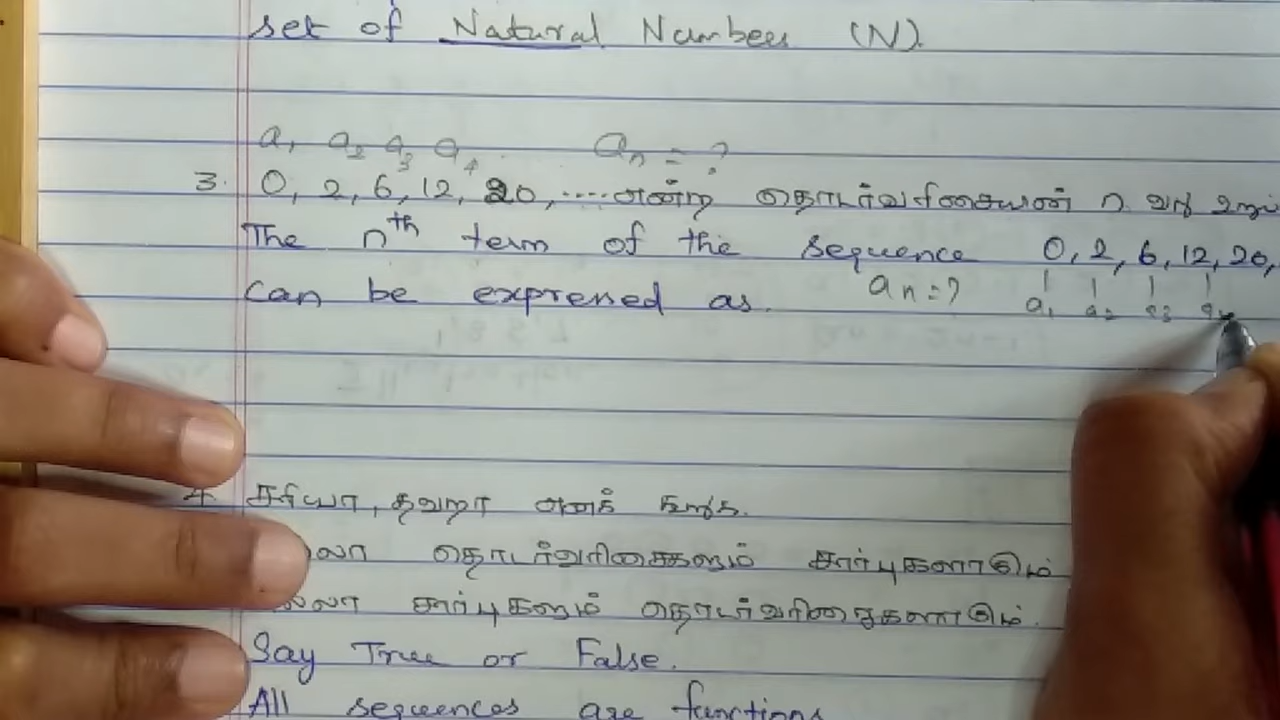 set of Natural Numbers (N).
a₁ a₂ a₃ a₄ aₙ = ?
3. 0, 2, 6, 12, 20, .... என்ற தொடர்வரிசையின் n வது உறுப்
The nᵗʰ term of the sequence 0, 2, 6, 12, 20,
can be expressed as. aₙ = ?
a₁ a₂ a₃ a₄
4. சரியா, தவறா எனக் கூறுக.
லா தொடர்வரிசைகளும் சார்புகளாகும்
ல்லா சார்புகளும் தொடர்வரிசைகளாகும்.
Say True or False.
All sequences are functions